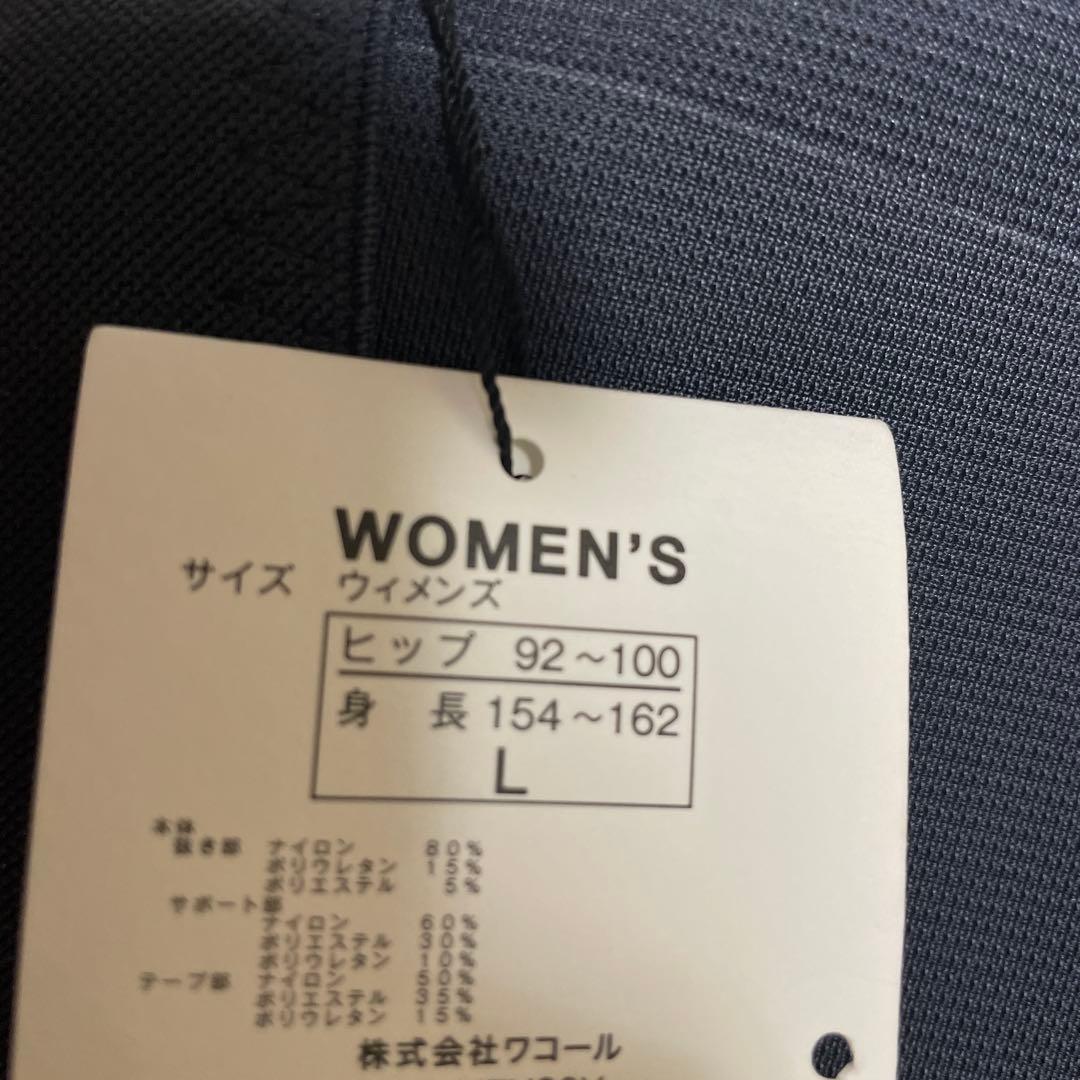 WOMEN'S
サイズ ウィメンズ
ヒップ 92~100
身 長 154~162
L
本体
抜き部 ナイロン 80%
ポリウレタン 15%
ポリエステル 5%
サポート部
ナイロン 60%
ポリエステル 30%
ポリウレタン 10%
テープ部 ナイロン 50%
ポリエステル 35%
ポリウレタン 15%
株式会社ワコール